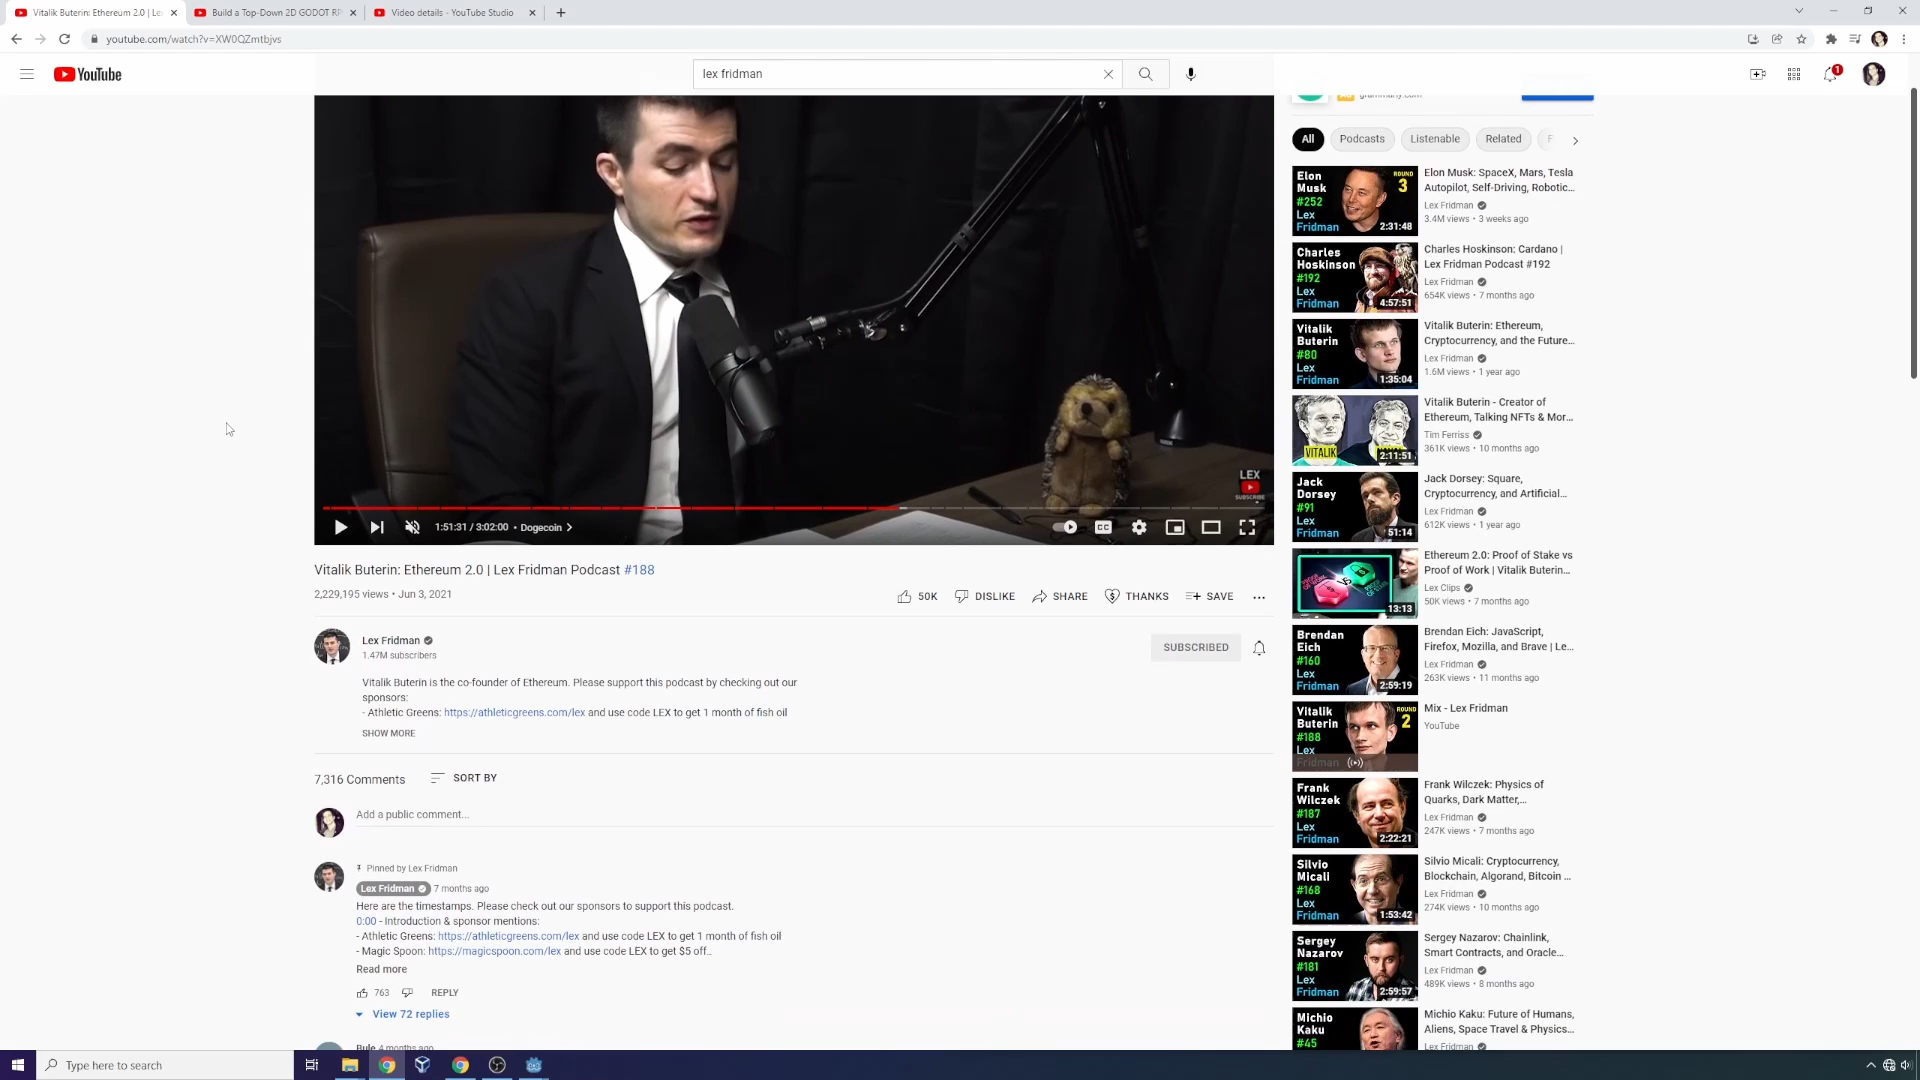 Vitalik Buterin: Ethereum 2.0 | Le
Build a Top-Down 2D GODOT RP
Video details - YouTube Studio
youtube.com/watch?v=XW0QZmtbjvs
YouTube
lex fridman
1
All
Podcasts
Listenable
Related
Elon Musk #252 Lex Fridman
ROUND 3
2:31:48
Elon Musk: SpaceX, Mars, Tesla
Autopilot, Self-Driving, Robotic...
Lex Fridman
3.4M views • 3 weeks ago
Charles Hoskinson #192 Lex Fridman
4:57:51
Charles Hoskinson: Cardano |
Lex Fridman Podcast #192
Lex Fridman
654K views • 7 months ago
Vitalik Buterin #80 Lex Fridman
1:35:04
Vitalik Buterin: Ethereum,
Cryptocurrency, and the Future...
Lex Fridman
1.6M views • 1 year ago
VITALIK
2:11:51
Vitalik Buterin - Creator of
Ethereum, Talking NFTs & Mor...
Tim Ferriss
361K views • 10 months ago
Jack Dorsey #91 Lex Fridman
51:14
Jack Dorsey: Square,
Cryptocurrency, and Artificial...
Lex Fridman
612K views • 1 year ago
VS
13:13
Ethereum 2.0: Proof of Stake vs
Proof of Work | Vitalik Buterin...
Lex Clips
50K views • 7 months ago
Brendan Eich #160 Lex Fridman
2:59:19
Brendan Eich: JavaScript,
Firefox, Mozilla, and Brave | Le...
Lex Fridman
263K views • 11 months ago
Vitalik Buterin #188 Lex Fridman
ROUND 2
Mix - Lex Fridman
YouTube
Frank Wilczek #187 Lex Fridman
2:22:21
Frank Wilczek: Physics of
Quarks, Dark Matter,...
Lex Fridman
247K views • 7 months ago
Silvio Micali #168 Lex Fridman
1:53:42
Silvio Micali: Cryptocurrency,
Blockchain, Algorand, Bitcoin ...
Lex Fridman
274K views • 10 months ago
Sergey Nazarov #181 Lex Fridman
2:59:57
Sergey Nazarov: Chainlink,
Smart Contracts, and Oracle...
Lex Fridman
489K views • 8 months ago
Michio Kaku #45
Michio Kaku: Future of Humans,
Aliens, Space Travel & Physics...
Lex Fridman
LEX
SUBSCRIBE
1:51:31 / 3:02:00 • Dogecoin
CC
Vitalik Buterin: Ethereum 2.0 | Lex Fridman Podcast #188
2,229,195 views • Jun 3, 2021
50K DISLIKE SHARE THANKS SAVE
Lex Fridman
1.47M subscribers
SUBSCRIBED
Vitalik Buterin is the co-founder of Ethereum. Please support this podcast by checking out our
sponsors:
- Athletic Greens: https://athleticgreens.com/lex and use code LEX to get 1 month of fish oil
SHOW MORE
7,316 Comments SORT BY
Add a public comment...
Pinned by Lex Fridman
Lex Fridman 7 months ago
Here are the timestamps. Please check out our sponsors to support this podcast.
0:00 - Introduction & sponsor mentions:
- Athletic Greens: https://athleticgreens.com/lex and use code LEX to get 1 month of fish oil
- Magic Spoon: https://magicspoon.com/lex and use code LEX to get $5 off..
Read more
763 REPLY
View 72 replies
Bule 4 months ago
Type here to search